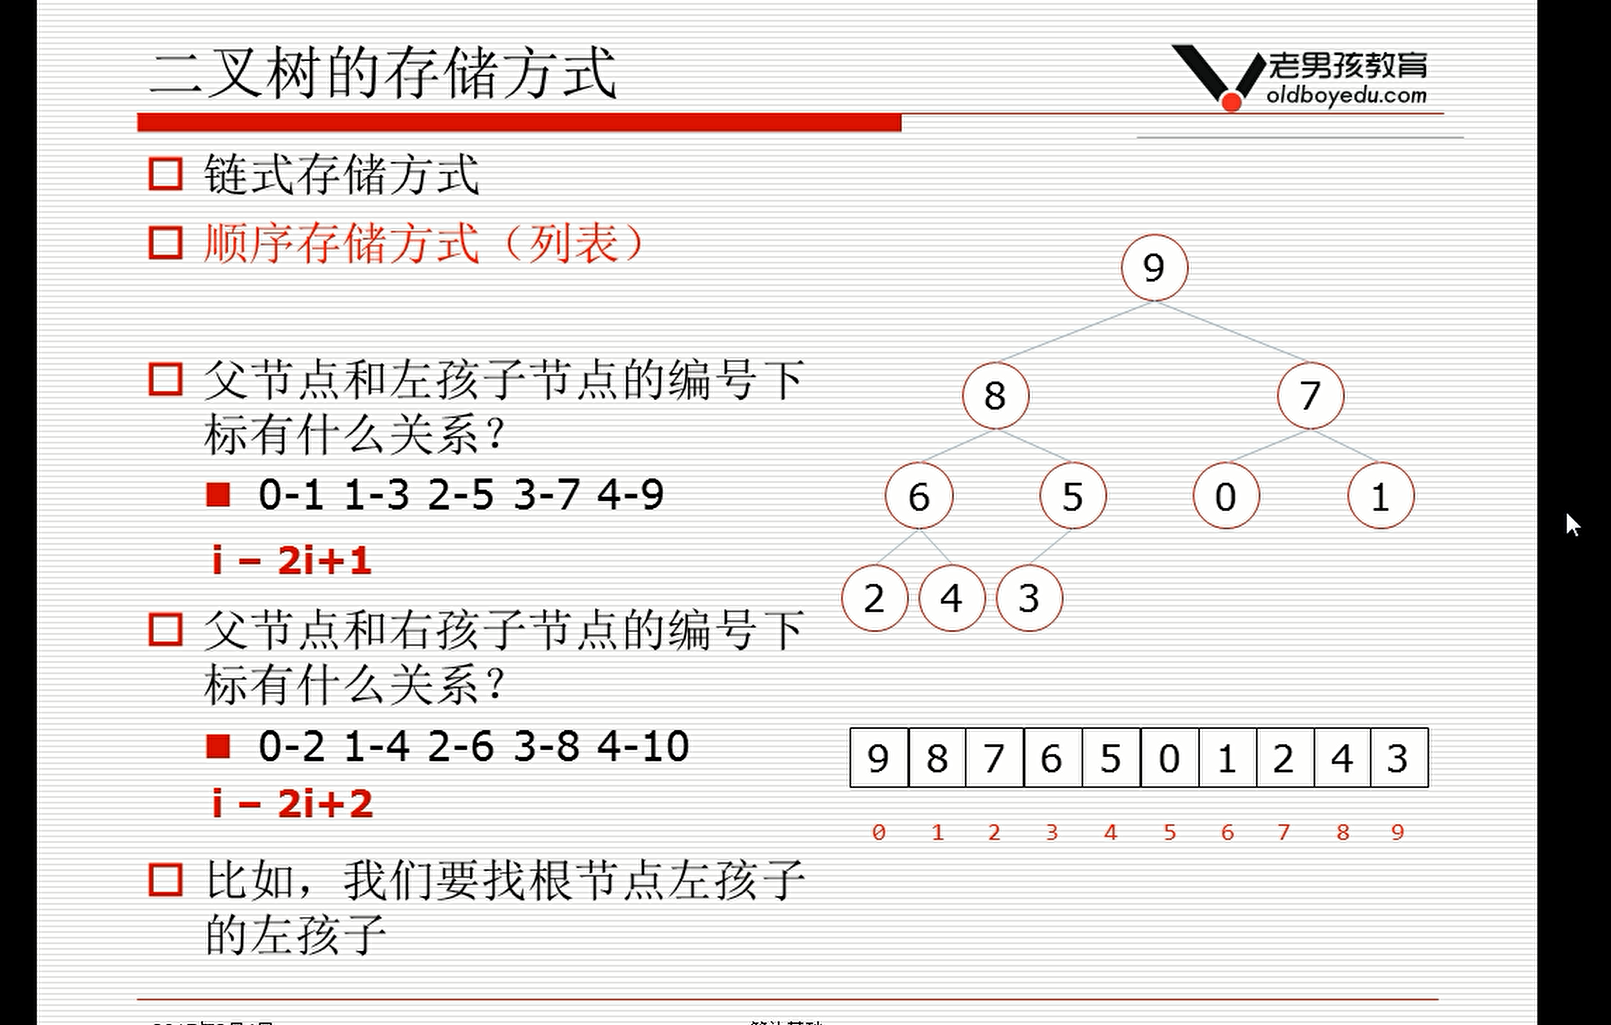 二叉树的存储方式
老男孩教育
oldboyedu.com
链式存储方式
顺序存储方式（列表）
父节点和左孩子节点的编号下
标有什么关系？
0-1 1-3 2-5 3-7 4-9
i – 2i+1
父节点和右孩子节点的编号下
标有什么关系？
0-2 1-4 2-6 3-8 4-10
i – 2i+2
比如，我们要找根节点左孩子
的左孩子
9
8 7
6 5 0 1
2 4 3
9 8 7 6 5 0 1 2 4 3
0 1 2 3 4 5 6 7 8 9